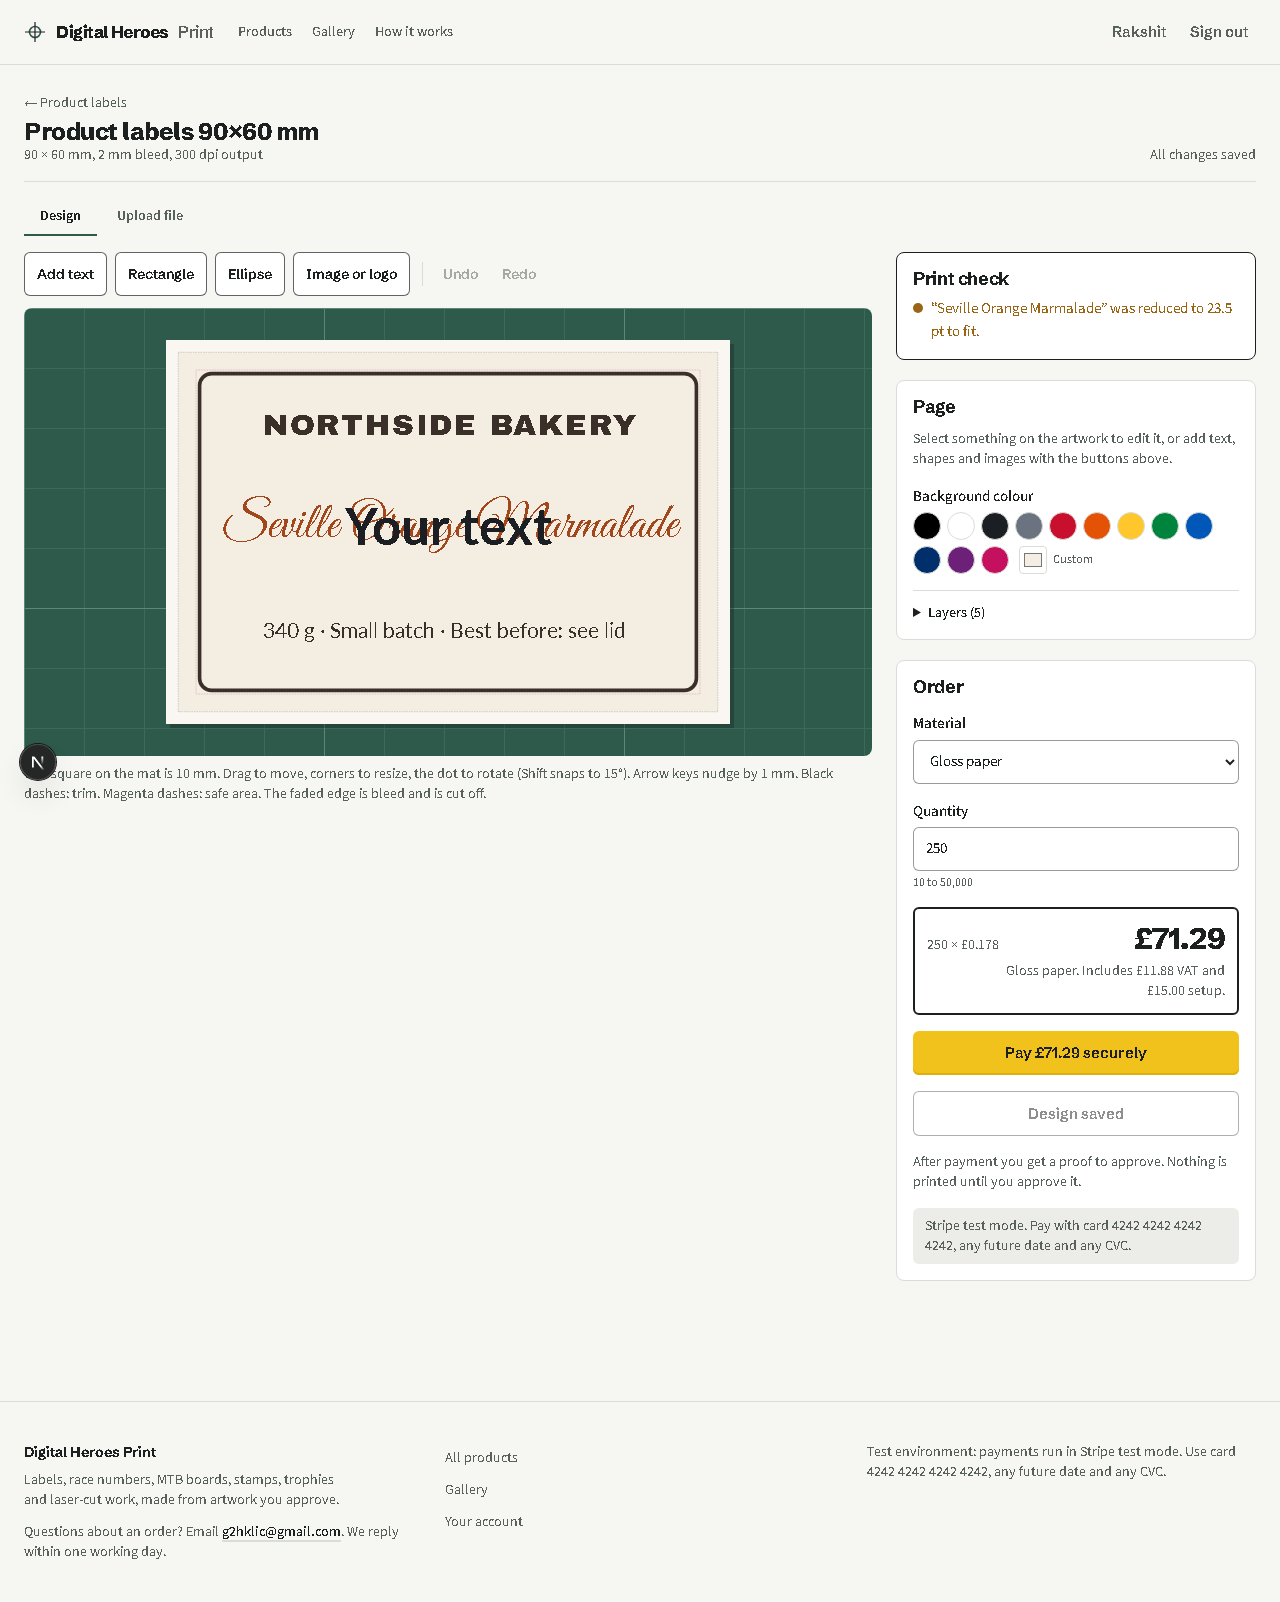 Digital Heroes Print
Products
Gallery
How it works
Rakshit
Sign out
← Product labels
Product labels 90×60 mm
90 × 60 mm, 2 mm bleed, 300 dpi output
All changes saved
Design
Upload file
Add text
Rectangle
Ellipse
Image or logo
Undo
Redo
NORTHSIDE BAKERY
Seville Orange Marmalade
Your text
340 g · Small batch · Best before: see lid
N
square on the mat is 10 mm. Drag to move, corners to resize, the dot to rotate (Shift snaps to 15°). Arrow keys nudge by 1 mm. Black
dashes: trim. Magenta dashes: safe area. The faded edge is bleed and is cut off.
Print check
“Seville Orange Marmalade” was reduced to 23.5
pt to fit.
Page
Select something on the artwork to edit it, or add text,
shapes and images with the buttons above.
Background colour
Custom
Layers (5)
Order
Material
Gloss paper
Quantity
250
10 to 50,000
250 × £0.178
£71.29
Gloss paper. Includes £11.88 VAT and
£15.00 setup.
Pay £71.29 securely
Design saved
After payment you get a proof to approve. Nothing is
printed until you approve it.
Stripe test mode. Pay with card 4242 4242 4242
4242, any future date and any CVC.
Digital Heroes Print
Labels, race numbers, MTB boards, stamps, trophies
and laser-cut work, made from artwork you approve.
Questions about an order? Email g2hklic@gmail.com. We reply
within one working day.
All products
Gallery
Your account
Test environment: payments run in Stripe test mode. Use card
4242 4242 4242 4242, any future date and any CVC.